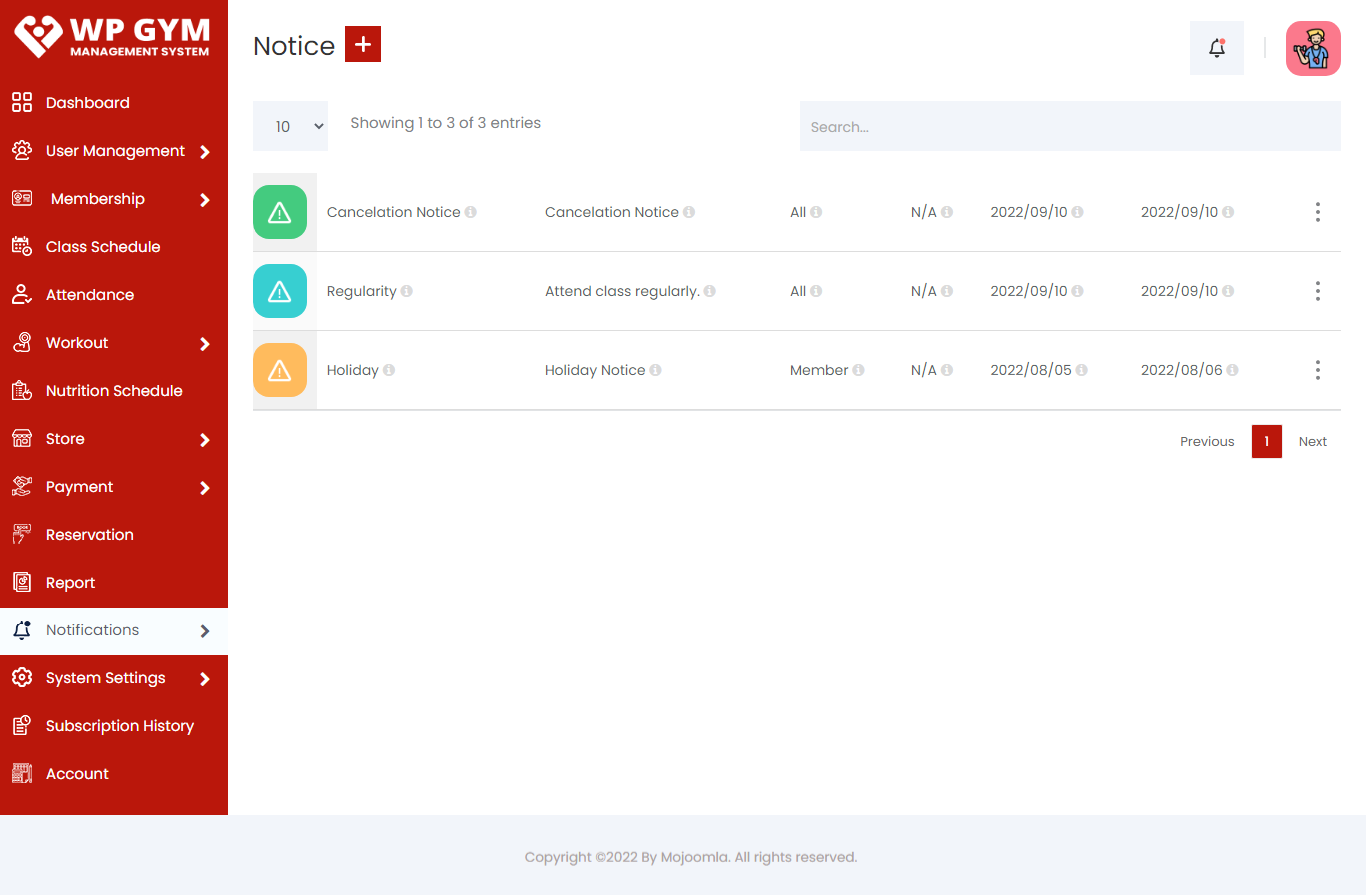 WP GYM
MANAGEMENT SYSTEM
Dashboard
User Management
Membership
Class Schedule
Attendance
Workout
Nutrition Schedule
Store
Payment
Reservation
Report
Notifications
System Settings
Subscription History
Account
Notice +
10 Showing 1 to 3 of 3 entries Search...
Cancelation Notice Cancelation Notice All N/A 2022/09/10 2022/09/10
Regularity Attend class regularly. All N/A 2022/09/10 2022/09/10
Holiday Holiday Notice Member N/A 2022/08/05 2022/08/06
Previous 1 Next
Copyright ©2022 By Mojoomla. All rights reserved.